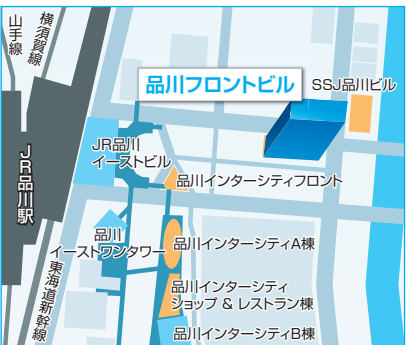 山手線
横須賀線
品川フロントビル
SSJ品川ビル
JR品川
イーストビル
JR品川駅
品川インターシティフロント
品川
イーストワンタワー
品川インターシティA棟
東海道新幹線
品川インターシティ
ショップ & レストラン棟
品川インターシティB棟